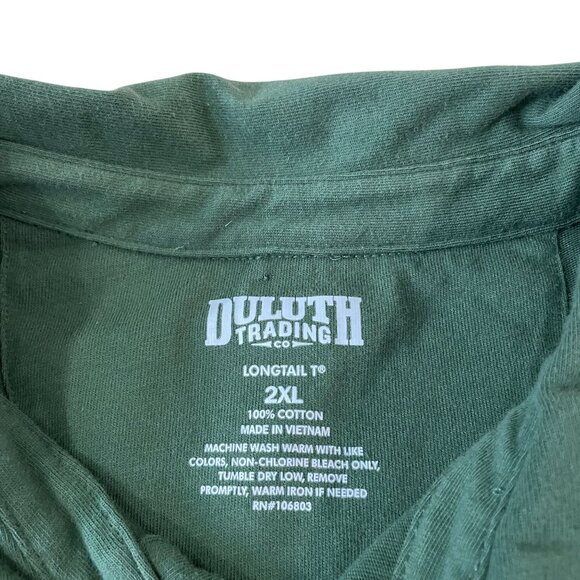 DULUTH
TRADING
CO
LONGTAIL T®
2XL
100% COTTON
MADE IN VIETNAM
MACHINE WASH WARM WITH LIKE
COLORS, NON-CHLORINE BLEACH ONLY,
TUMBLE DRY LOW, REMOVE
PROMPTLY, WARM IRON IF NEEDED
RN#106803